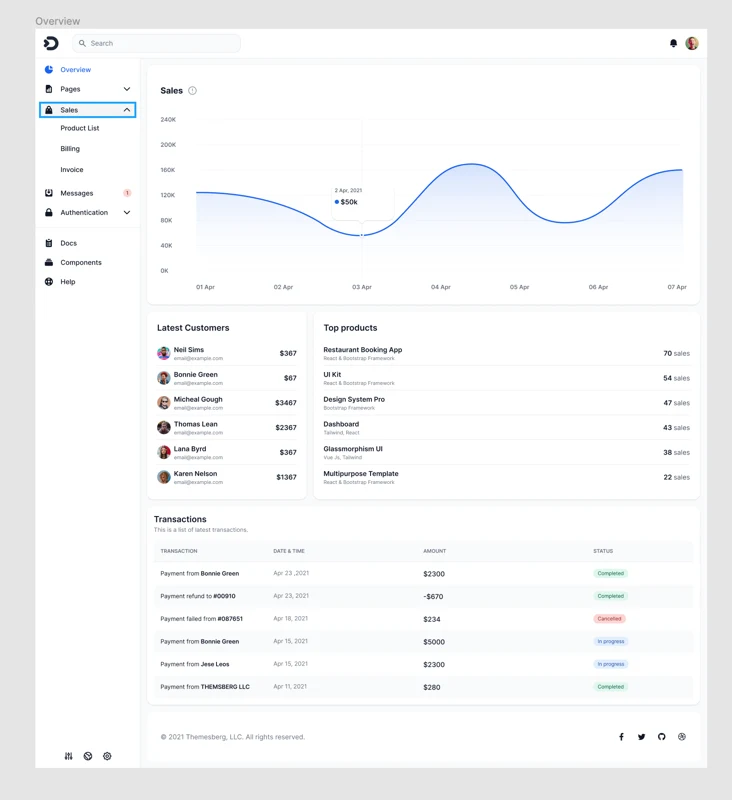 Overview
Search
Overview
Pages
Sales
Product List
Billing
Invoice
Messages 1
Authentication
Docs
Components
Help
Sales
240K
200K
160K
120K
80K
40K
0K
2 Apr, 2021
$50k
01 Apr 02 Apr 03 Apr 04 Apr 05 Apr 06 Apr 07 Apr
Latest Customers
Neil Sims
email@example.com
$367
Bonnie Green
email@example.com
$67
Micheal Gough
email@example.com
$3467
Thomas Lean
email@example.com
$2367
Lana Byrd
email@example.com
$367
Karen Nelson
email@example.com
$1367
Top products
Restaurant Booking App
React & Bootstrap Framework
70 sales
UI Kit
React & Bootstrap Framework
54 sales
Design System Pro
Bootstrap Framework
47 sales
Dashboard
Tailwind, React
43 sales
Glassmorphism UI
Vue Js, Tailwind
38 sales
Multipurpose Template
React & Bootstrap Framework
22 sales
Transactions
This is a list of latest transactions.
TRANSACTION DATE & TIME AMOUNT STATUS
Payment from Bonnie Green Apr 23 ,2021 $2300 Completed
Payment refund to #00910 Apr 23, 2021 -$670 Completed
Payment failed from #087651 Apr 18, 2021 $234 Cancelled
Payment from Bonnie Green Apr 15, 2021 $5000 In progress
Payment from Jese Leos Apr 15, 2021 $2300 In progress
Payment from THEMSBERG LLC Apr 11, 2021 $280 Completed
© 2021 Themesberg, LLC. All rights reserved.